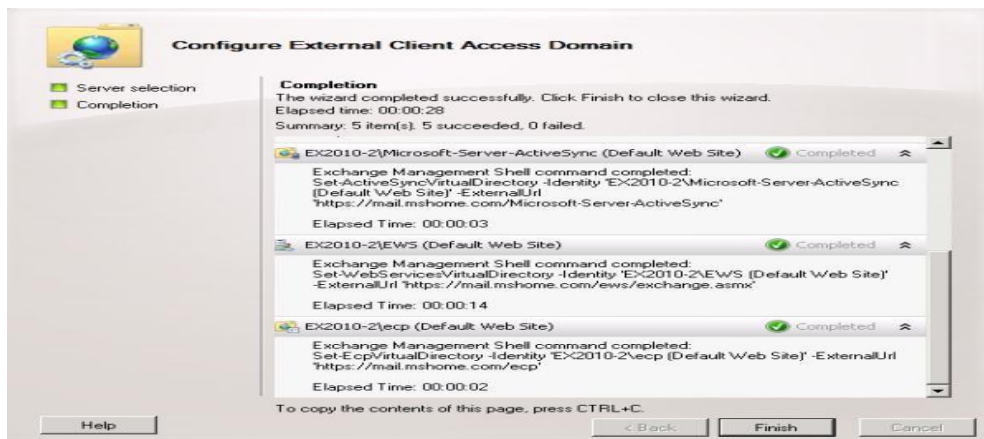 Configure External Client Access Domain
Server selection
Completion
Completion
The wizard completed successfully. Click Finish to close this wizard.
Elapsed time: 00:00:28
Summary: 5 item(s). 5 succeeded, 0 failed.
EX2010-2\Microsoft-Server-ActiveSync (Default Web Site) Completed
Exchange Management Shell command completed:
Set-ActiveSyncVirtualDirectory -Identity 'EX2010-2\Microsoft-Server-ActiveSync
(Default Web Site)' -ExternalUrl
'https://mail.mshome.com/Microsoft-Server-ActiveSync'
Elapsed Time: 00:00:03
EX2010-2\EWS (Default Web Site) Completed
Exchange Management Shell command completed:
Set-WebServicesVirtualDirectory -Identity 'EX2010-2\EWS (Default Web Site)'
-ExternalUrl 'https://mail.mshome.com/ews/exchange.asmx'
Elapsed Time: 00:00:14
EX2010-2\ecp (Default Web Site) Completed
Exchange Management Shell command completed:
Set-EcpVirtualDirectory -Identity 'EX2010-2\ecp (Default Web Site)' -ExternalUrl
'https://mail.mshome.com/ecp'
Elapsed Time: 00:00:02
To copy the contents of this page, press CTRL+C.
Help < Back Finish Cancel